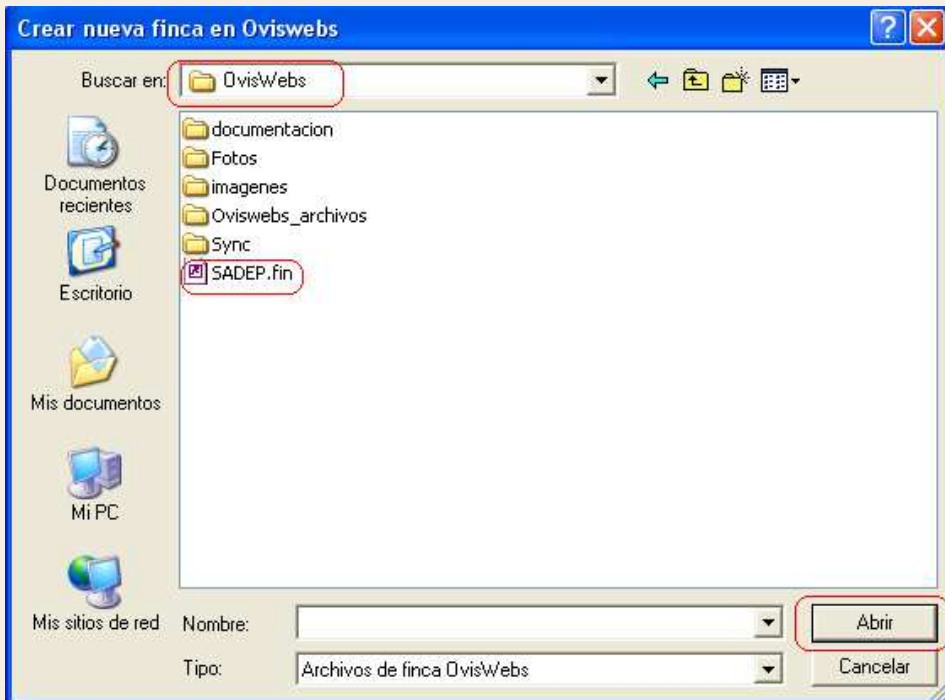 Crear nueva finca en Oviswebs
Buscar en: OvisWebs
documentacion
Fotos
imagenes
Oviswebs_archivos
Sync
SADEP.fin
Documentos
recientes
Escritorio
Mis documentos
Mi PC
Mis sitios de red
Nombre:
Abrir
Tipo: Archivos de finca OvisWebs
Cancelar